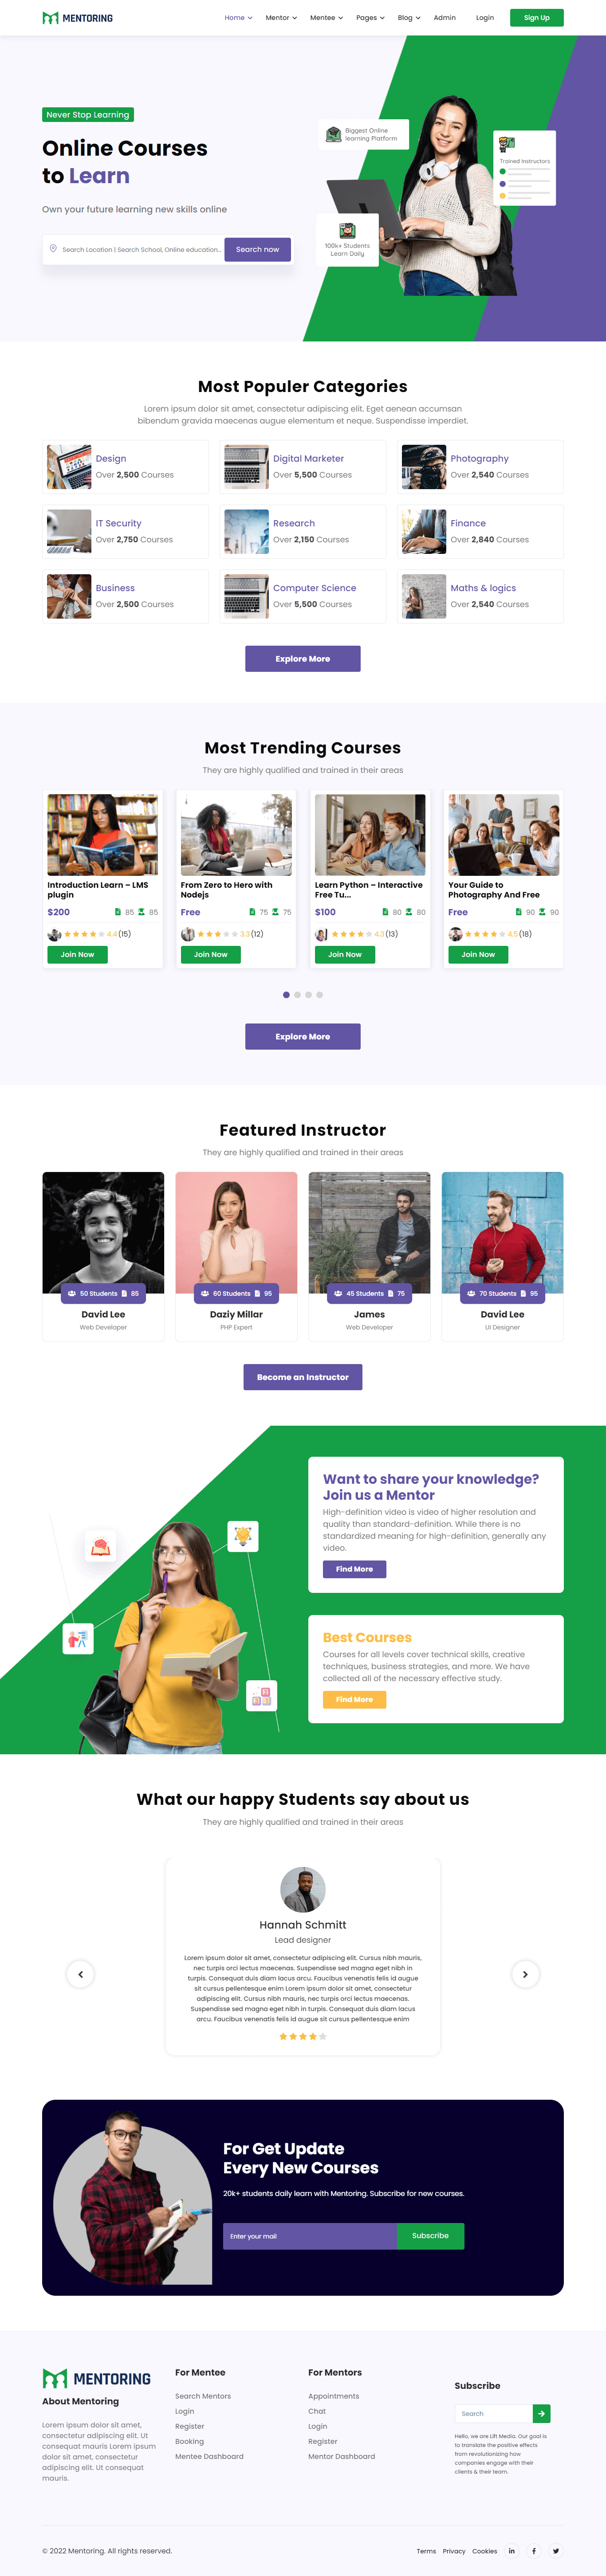 MENTORING
Home Mentor Mentee Pages Blog Admin Login Sign Up
Never Stop Learning
Online Courses
to Learn
Own your future learning new skills online
Search Location | Search School, Online education... Search now
Biggest Online
learning Platform
Trained Instructors
100k+ Students
Learn Daily
Most Populer Categories
Lorem ipsum dolor sit amet, consectetur adipiscing elit. Eget aenean accumsan
bibendum gravida maecenas augue elementum et neque. Suspendisse imperdiet.
Design
Over 2,500 Courses
Digital Marketer
Over 5,500 Courses
Photography
Over 2,540 Courses
IT Security
Over 2,750 Courses
Research
Over 2,150 Courses
Finance
Over 2,840 Courses
Business
Over 2,500 Courses
Computer Science
Over 5,500 Courses
Maths & logics
Over 2,540 Courses
Explore More
Most Trending Courses
They are highly qualified and trained in their areas
Introduction Learn – LMS
plugin
$200 85 85
4.4 (15)
Join Now
From Zero to Hero with
Nodejs
Free 75 75
3.3 (12)
Join Now
Learn Python – Interactive
Free Tu...
$100 80 80
4.3 (13)
Join Now
Your Guide to
Photography And Free
Free 90 90
4.5 (18)
Join Now
Explore More
Featured Instructor
They are highly qualified and trained in their areas
50 Students 85
David Lee
Web Developer
60 Students 95
Daziy Millar
PHP Expert
45 Students 75
James
Web Developer
70 Students 95
David Lee
UI Designer
Become an Instructor
Want to share your knowledge?
Join us a Mentor
High-definition video is video of higher resolution and
quality than standard-definition. While there is no
standardized meaning for high-definition, generally any
video.
Find More
Best Courses
Courses for all levels cover technical skills, creative
techniques, business strategies, and more. We have
collected all of the necessary effective study.
Find More
What our happy Students say about us
They are highly qualified and trained in their areas
Hannah Schmitt
Lead designer
Lorem ipsum dolor sit amet, consectetur adipiscing elit. Cursus nibh mauris,
nec turpis orci lectus maecenas. Suspendisse sed magna eget nibh in
turpis. Consequat duis diam lacus arcu. Faucibus venenatis felis id augue
sit cursus pellentesque enim Lorem ipsum dolor sit amet, consectetur
adipiscing elit. Cursus nibh mauris, nec turpis orci lectus maecenas.
Suspendisse sed magna eget nibh in turpis. Consequat duis diam lacus
arcu. Faucibus venenatis felis id augue sit cursus pellentesque enim
For Get Update
Every New Courses
20k+ students daily learn with Mentoring. Subscribe for new courses.
Enter your mail Subscribe
MENTORING
About Mentoring
Lorem ipsum dolor sit amet,
consectetur adipiscing elit. Ut
consequat mauris Lorem ipsum
dolor sit amet, consectetur
adipiscing elit. Ut consequat
mauris.
For Mentee
Search Mentors
Login
Register
Booking
Mentee Dashboard
For Mentors
Appointments
Chat
Login
Register
Mentor Dashboard
Subscribe
Search
Hello, we are Lift Media. Our goal is
to translate the positive effects
from revolutionizing how
companies engage with their
clients & their team.
© 2022 Mentoring. All rights reserved.
Terms Privacy Cookies